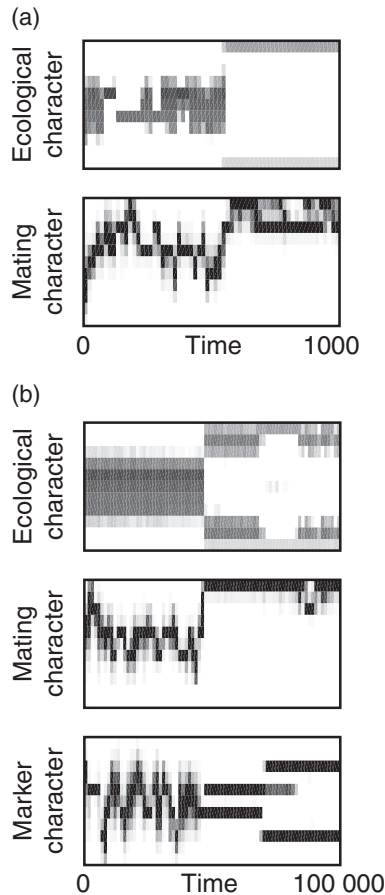 (a)
Ecological
character
Mating
character
0 Time 1000
(b)
Ecological
character
Mating
character
Marker
character
0 Time 100 000